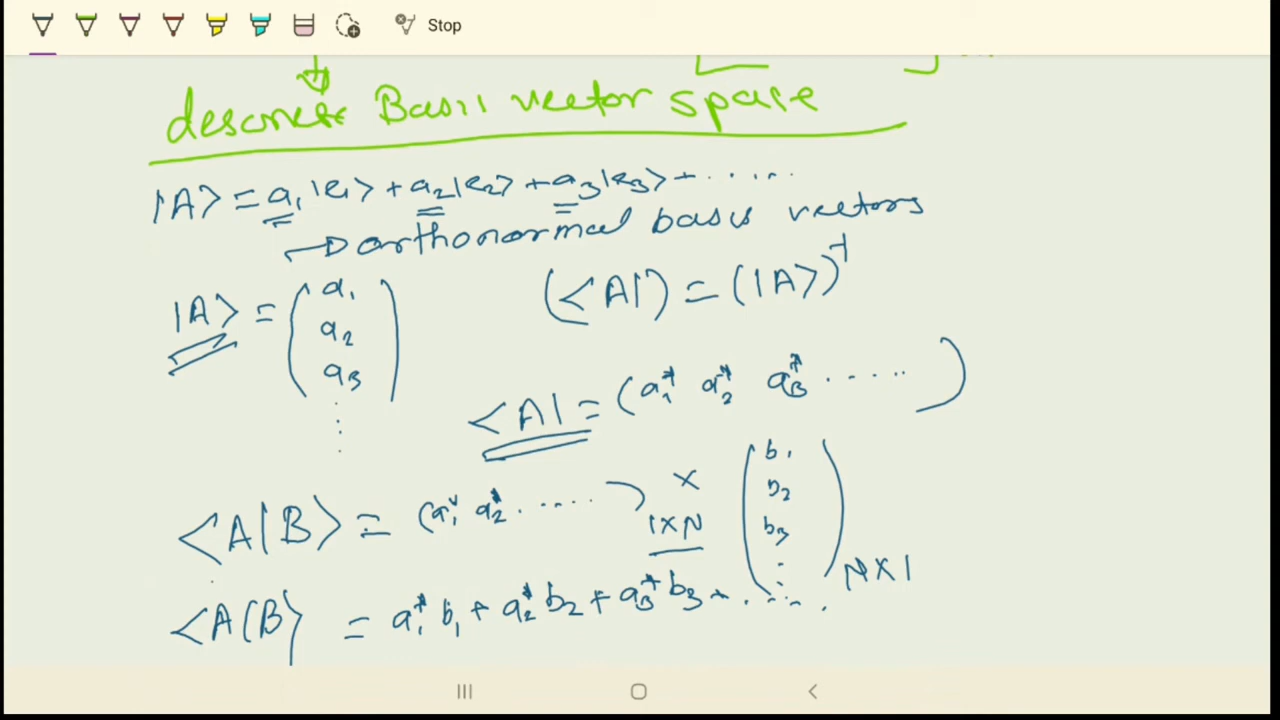 Stop
descrete Basis vector space
|A> = a₁|e₁> + a₂|e₂> + a₃|e₃> + ......
→ orthonormal basis vectors
|A> = ( a₁ a₂ a₃ : : )
(<A|) = (|A>)†
<A| = (a₁* a₂* a₃* ......)
<A|B> = (a₁* a₂* ......) 1×N × ( b₁ b₂ b₃ : : ) N×1
<A|B> = a₁* b₁ + a₂* b₂ + a₃* b₃ + ......